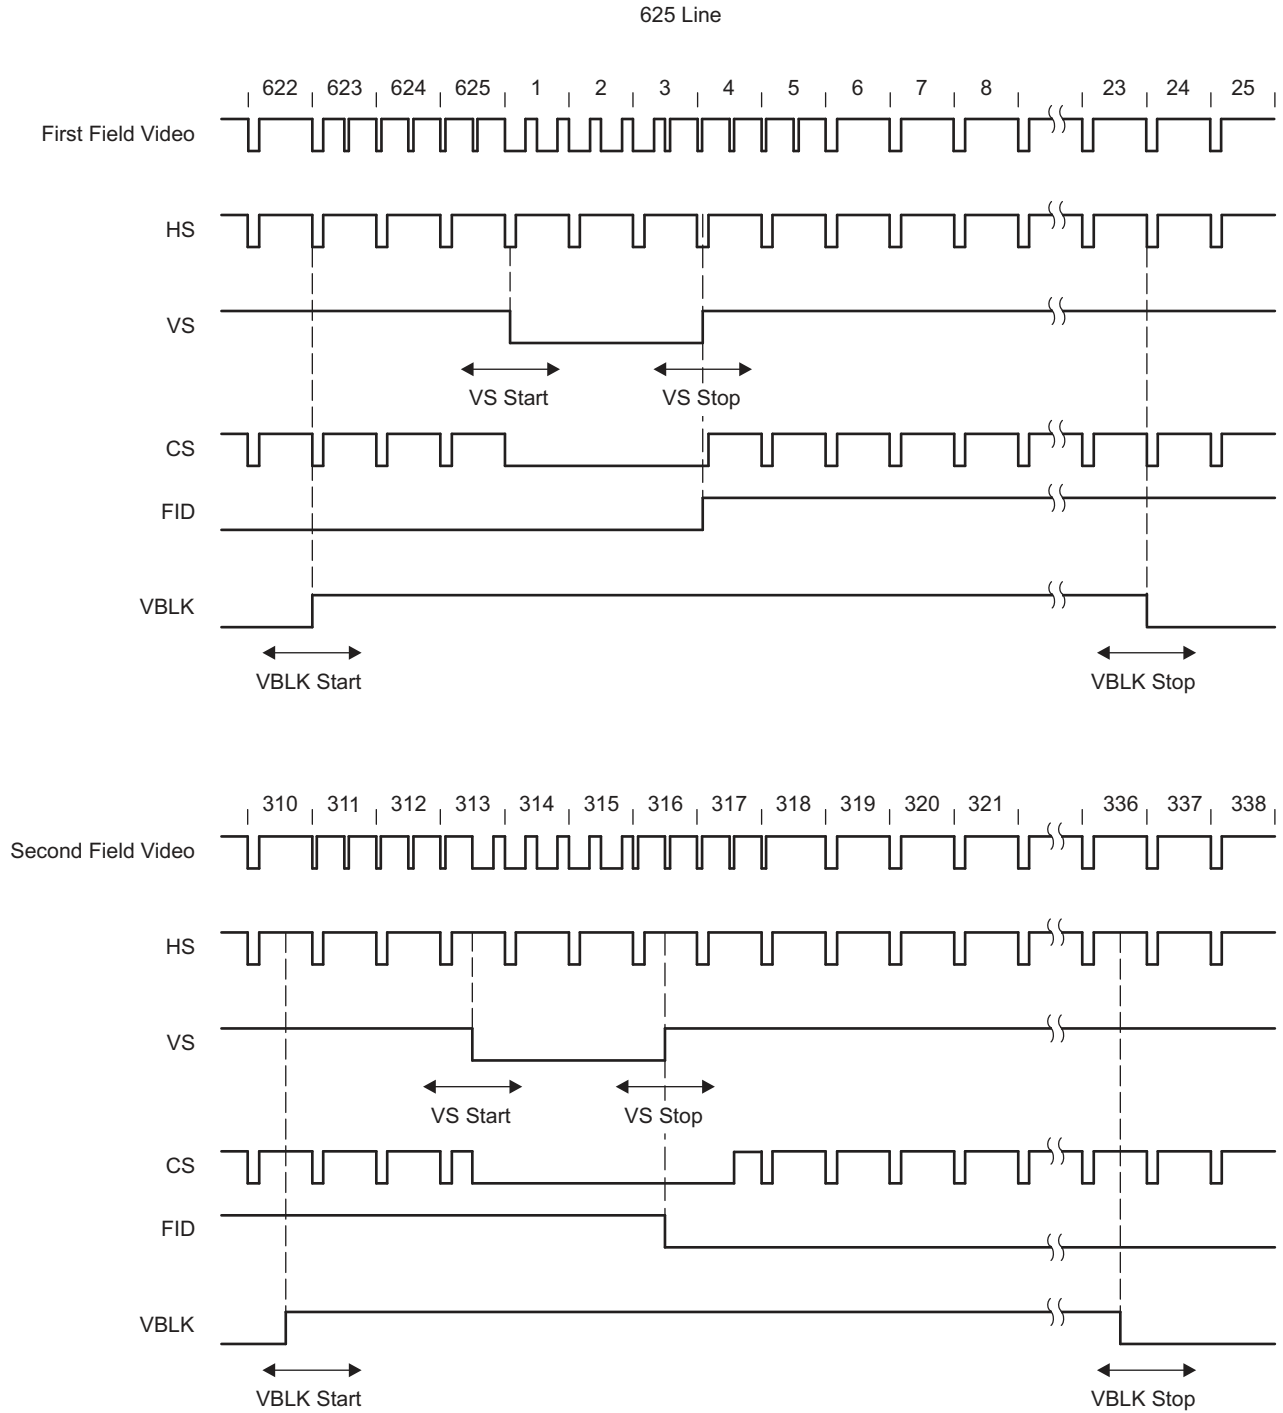 625 Line
622 623 624 625 1 2 3 4 5 6 7 8 23 24 25
First Field Video
HS
VS
VS Start VS Stop
CS
FID
VBLK
VBLK Start VBLK Stop
310 311 312 313 314 315 316 317 318 319 320 321 336 337 338
Second Field Video
HS
VS
VS Start VS Stop
CS
FID
VBLK
VBLK Start VBLK Stop